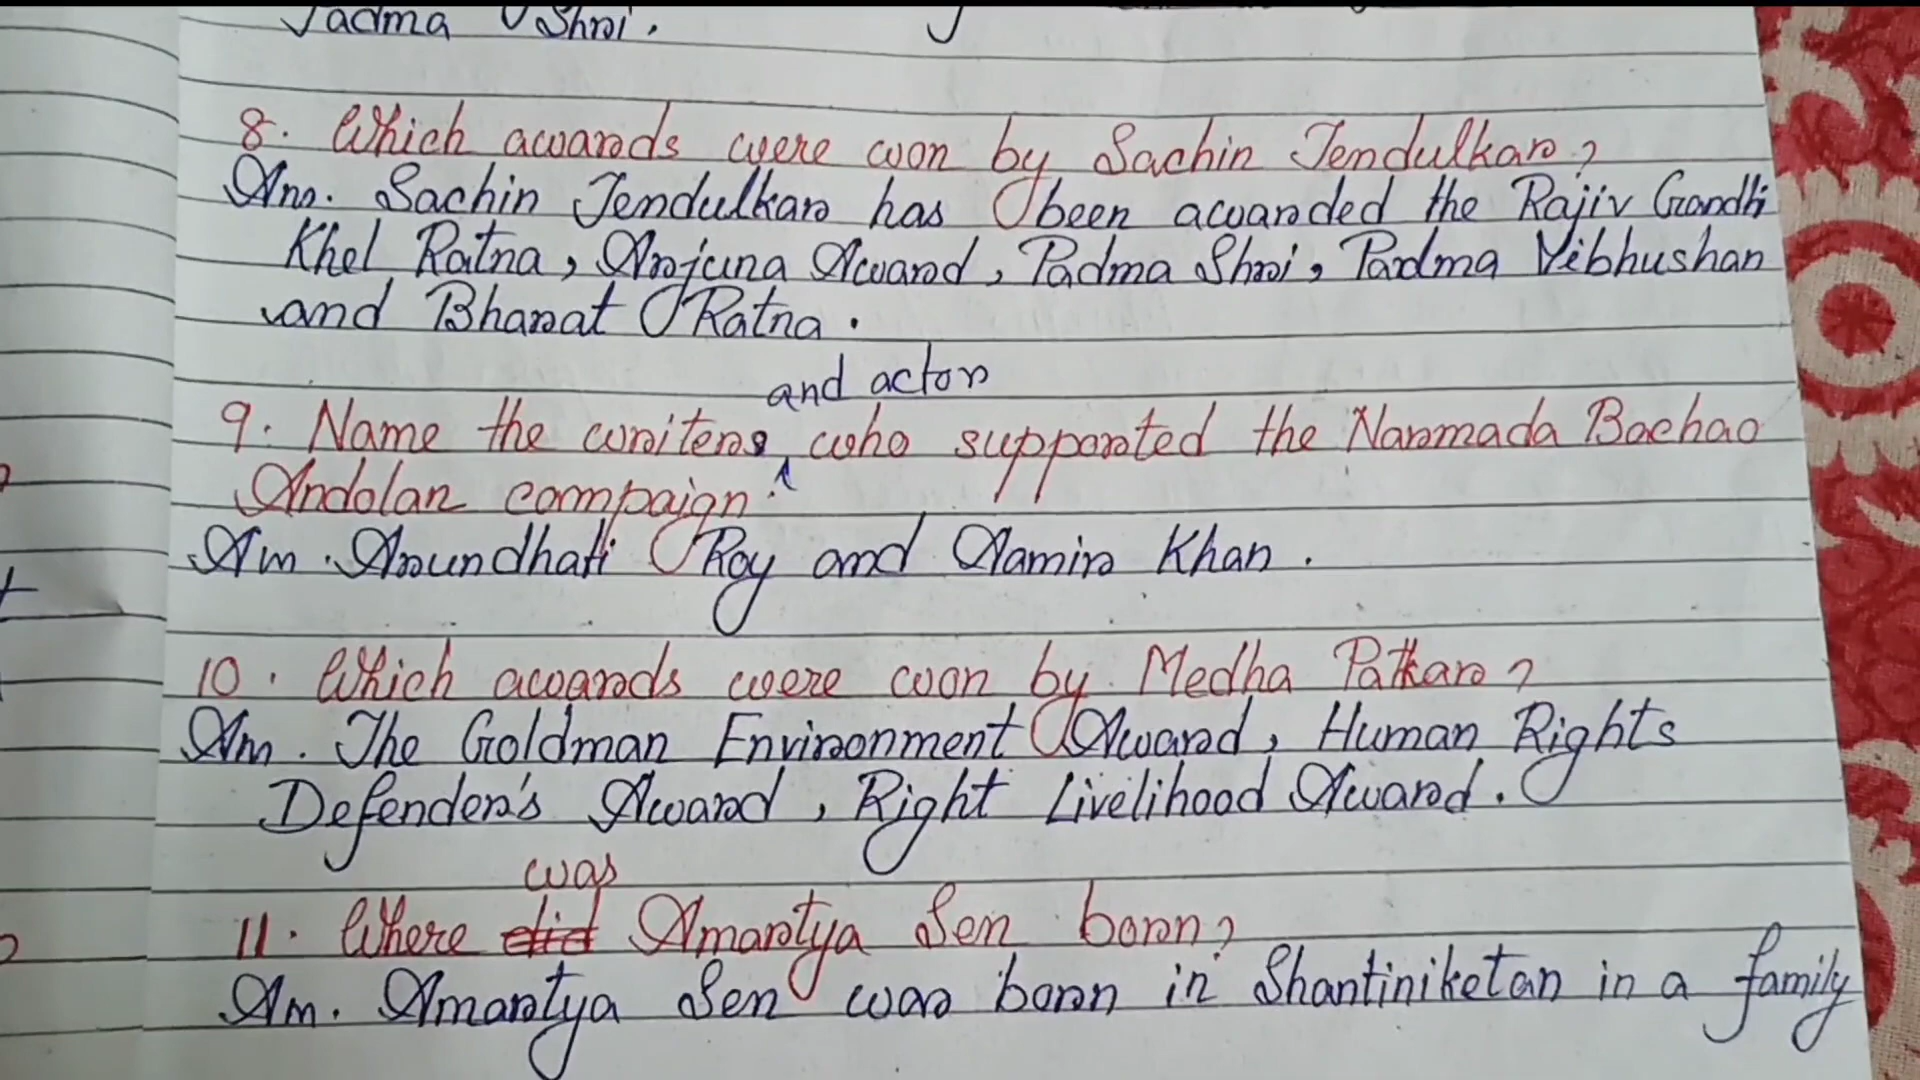 Padma Shri.
8. Which awards were won by Sachin Tendulkar?
Ans. Sachin Tendulkar has been awarded the Rajiv Gandhi
Khel Ratna, Arjuna Award, Padma Shri, Padma Vibhushan
and Bharat Ratna.
and actor
9. Name the writers who supported the Narmada Bachao
Andolan campaign.
Ans. Arundhati Roy and Aamir Khan.
10. Which awards were won by Medha Patkar?
Ans. The Goldman Environment Award, Human Rights
Defender's Award, Right Livelihood Award.
was
11. Where did Amartya Sen born?
Ans. Amartya Sen was born in Shantiniketan in a family